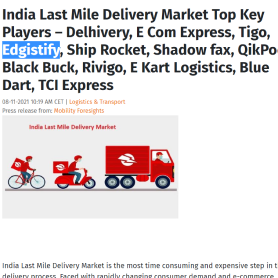 India Last Mile Delivery Market Top Key
Players – Delhivery, E Com Express, Tigo,
Edgistify, Ship Rocket, Shadow fax, QikPo
Black Buck, Rivigo, E Kart Logistics, Blue
Dart, TCI Express
08-11-2021 10:19 AM CET | Logistics & Transport
Press release from: Mobility Foresights
India Last Mile Delivery Market
India Last Mile Delivery Market is the most time consuming and expensive step in t
delivery process. Faced with rapidly changing consumer demand and e-commerce